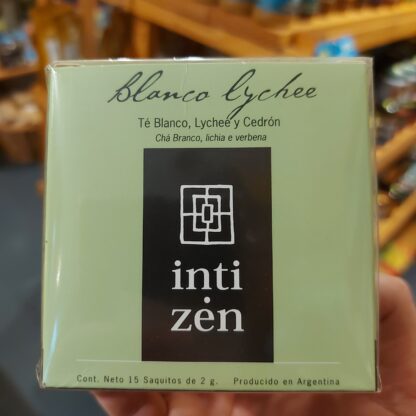 Blanco lychee
Té Blanco, Lychee y Cedrón
Chá Branco, lichia e verbena
inti
zėn
Cont. Neto 15 Saquitos de 2 g. Producido en Argentina